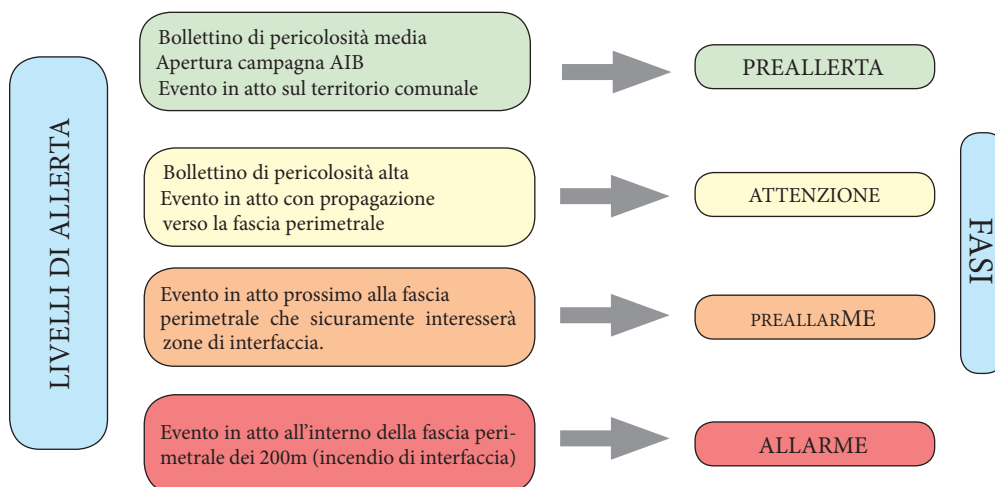 LIVELLI DI ALLERTA
Bollettino di pericolosità media
Apertura campagna AIB
Evento in atto sul territorio comunale
PREALLERTA
Bollettino di pericolosità alta
Evento in atto con propagazione
verso la fascia perimetrale
ATTENZIONE
Evento in atto prossimo alla fascia
perimetrale che sicuramente interesserà
zone di interfaccia.
PREALLARME
Evento in atto all'interno della fascia peri-
metrale dei 200m (incendio di interfaccia)
ALLARME
FASI